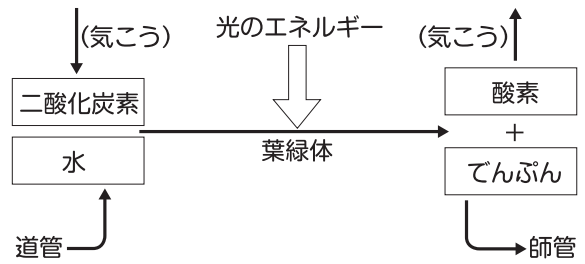 (気こう)
光のエネルギー
(気こう)
二酸化炭素
酸素
+
葉緑体
水
でんぷん
道管
師管